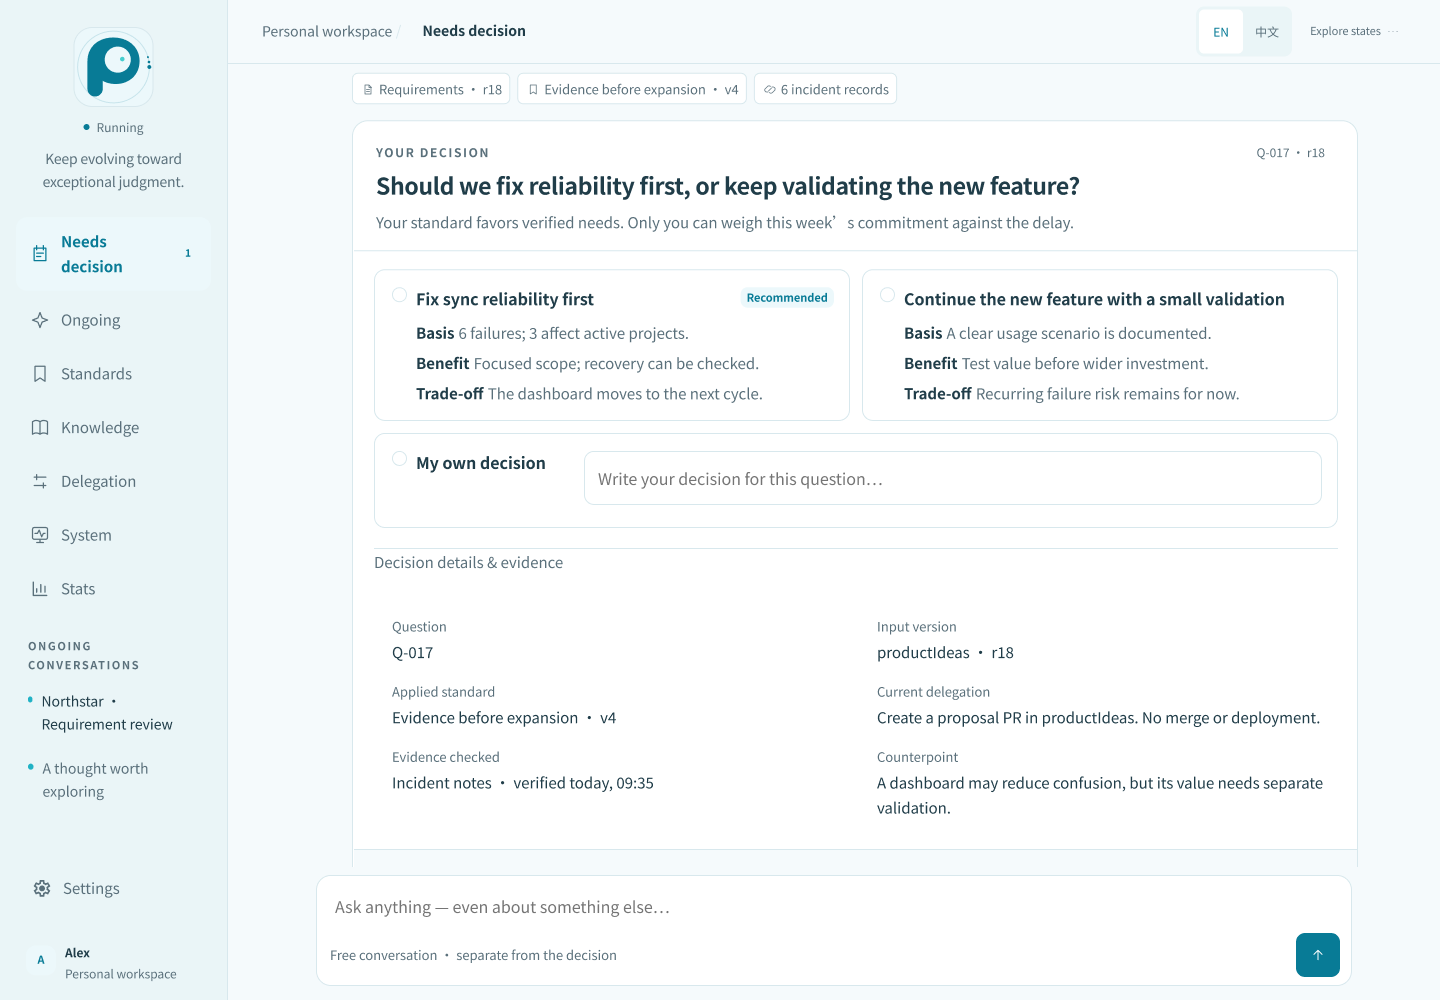 Running
Keep evolving toward
exceptional judgment.
Needs
decision
1
Ongoing
Standards
Knowledge
Delegation
System
Stats
ONGOING
CONVERSATIONS
Northstar •
Requirement review
A thought worth
exploring
Settings
A
Alex
Personal workspace
Personal workspace / Needs decision
EN 中文 Explore states ···
Requirements • r18
Evidence before expansion • v4
6 incident records
YOUR DECISION
Q-017 • r18
Should we fix reliability first, or keep validating the new feature?
Your standard favors verified needs. Only you can weigh this week’s commitment against the delay.
Fix sync reliability first
Recommended
Basis 6 failures; 3 affect active projects.
Benefit Focused scope; recovery can be checked.
Trade-off The dashboard moves to the next cycle.
Continue the new feature with a small validation
Basis A clear usage scenario is documented.
Benefit Test value before wider investment.
Trade-off Recurring failure risk remains for now.
My own decision
Write your decision for this question…
Decision details & evidence
Question
Q-017
Input version
productIdeas • r18
Applied standard
Evidence before expansion • v4
Current delegation
Create a proposal PR in productIdeas. No merge or deployment.
Evidence checked
Incident notes • verified today, 09:35
Counterpoint
A dashboard may reduce confusion, but its value needs separate
validation.
Ask anything — even about something else…
Free conversation • separate from the decision